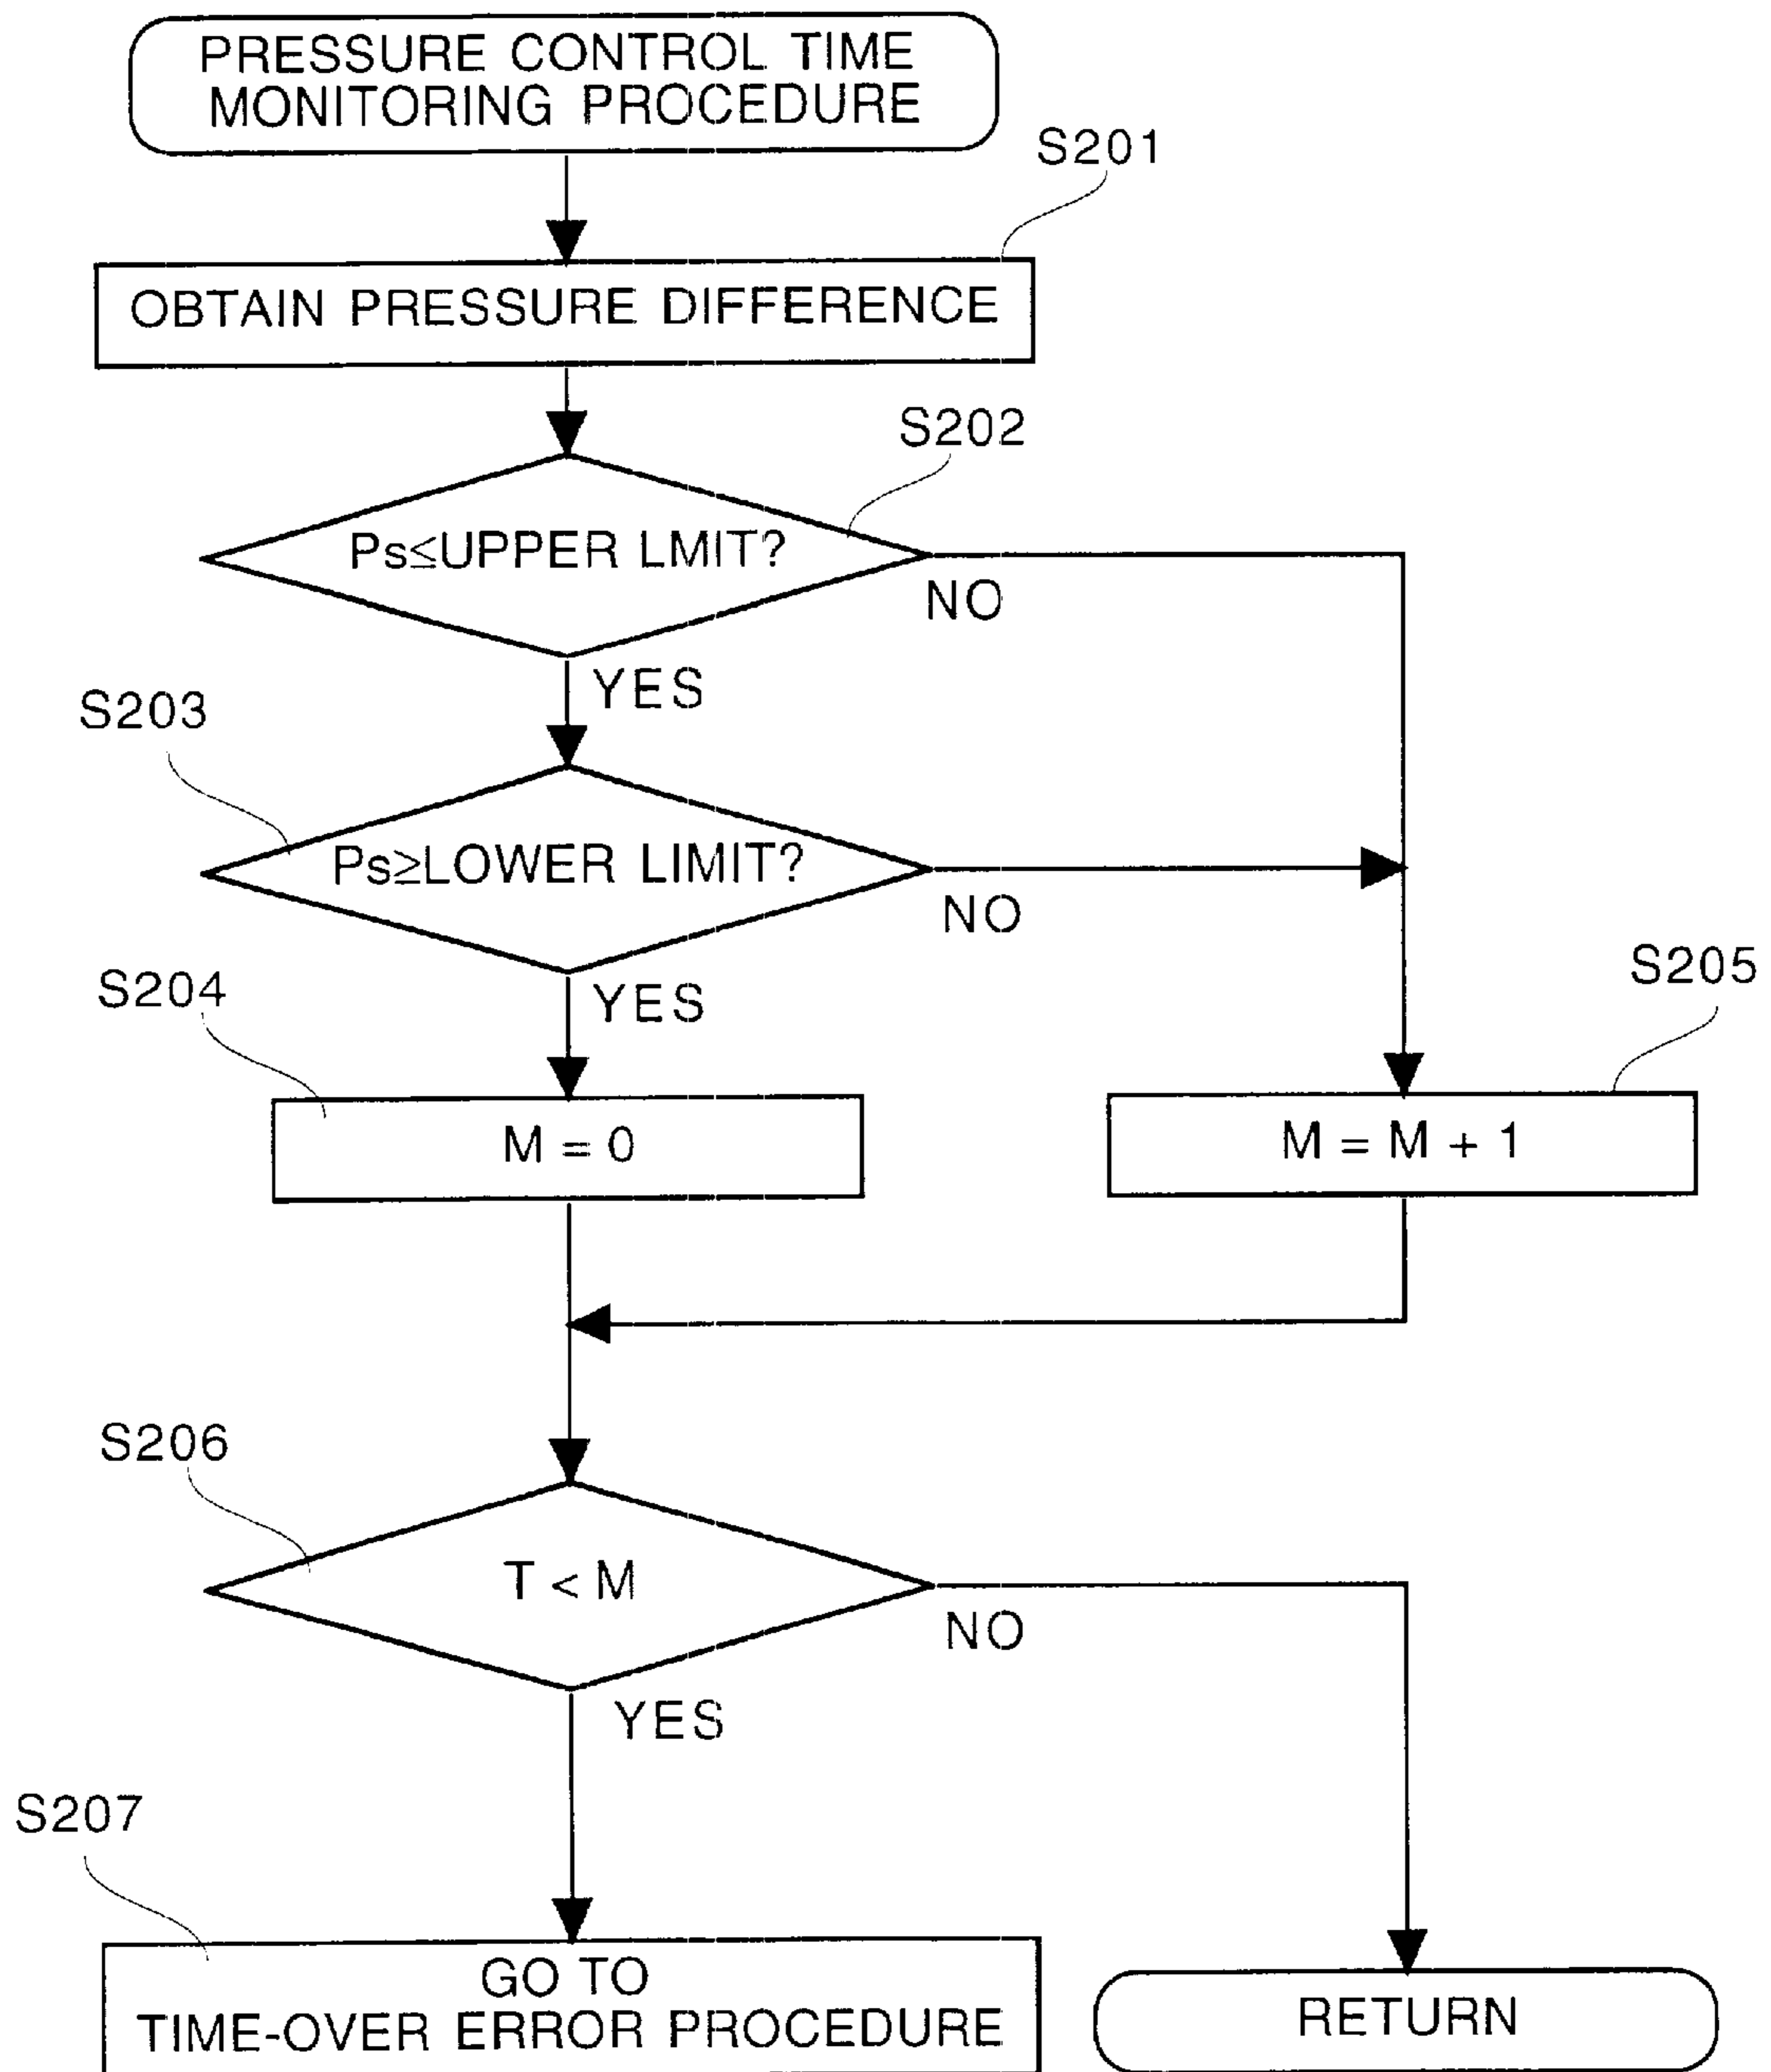 PRESSURE CONTROL TIME
MONITORING PROCEDURE
S201
OBTAIN PRESSURE DIFFERENCE
S202
Ps≦UPPER LMIT?
NO
YES
S203
Ps≧LOWER LIMIT?
NO
YES
S204
S205
M = 0
M = M + 1
S206
T < M
NO
YES
S207
GO TO
TIME-OVER ERROR PROCEDURE
RETURN